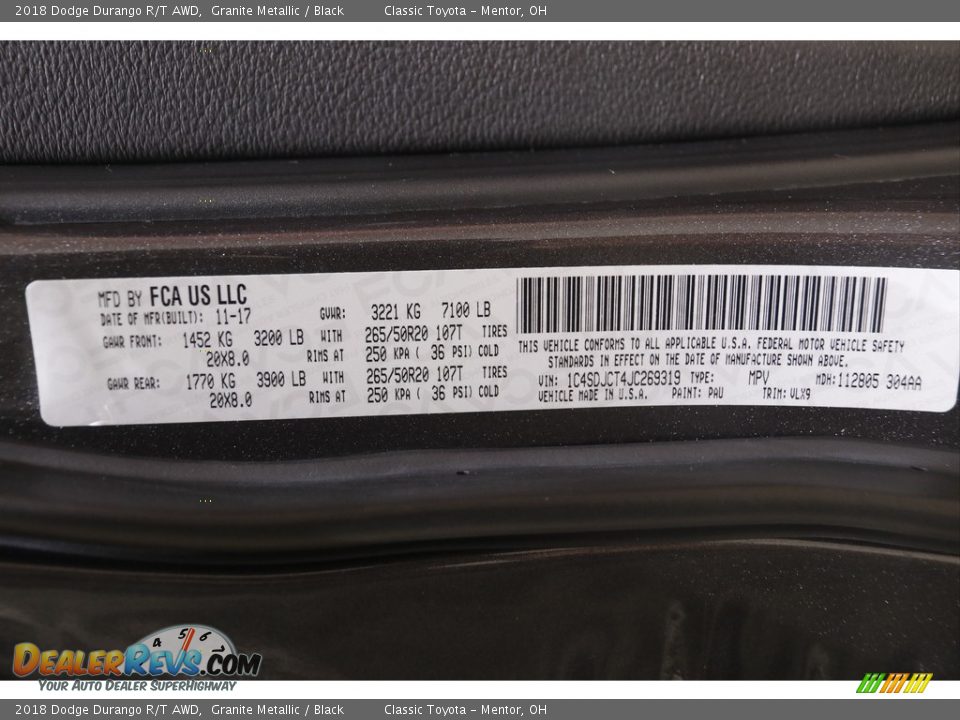 2018 Dodge Durango R/T AWD, Granite Metallic / Black Classic Toyota - Mentor, OH
MFD BY FCA US LLC
DATE OF MFR(BUILT): 11-17 GVWR: 3221 KG 7100 LB
GAWR FRONT: 1452 KG 3200 LB WITH 265/50R20 107T TIRES
20X8.0 RIMS AT 250 KPA ( 36 PSI) COLD
GAWR REAR: 1770 KG 3900 LB WITH 265/50R20 107T TIRES
20X8.0 RIMS AT 250 KPA ( 36 PSI) COLD
THIS VEHICLE CONFORMS TO ALL APPLICABLE U.S.A. FEDERAL MOTOR VEHICLE SAFETY
STANDARDS IN EFFECT ON THE DATE OF MANUFACTURE SHOWN ABOVE.
VIN: 1C4SDJCT4JC269319 TYPE: MPV MDH:112805 304AA
VEHICLE MADE IN U.S.A. PAINT: PAU TRIM:VLX9
4 5 6
DEALERREVS.COM
YOUR AUTO DEALER SUPERHIGHWAY
2018 Dodge Durango R/T AWD, Granite Metallic / Black Classic Toyota - Mentor, OH